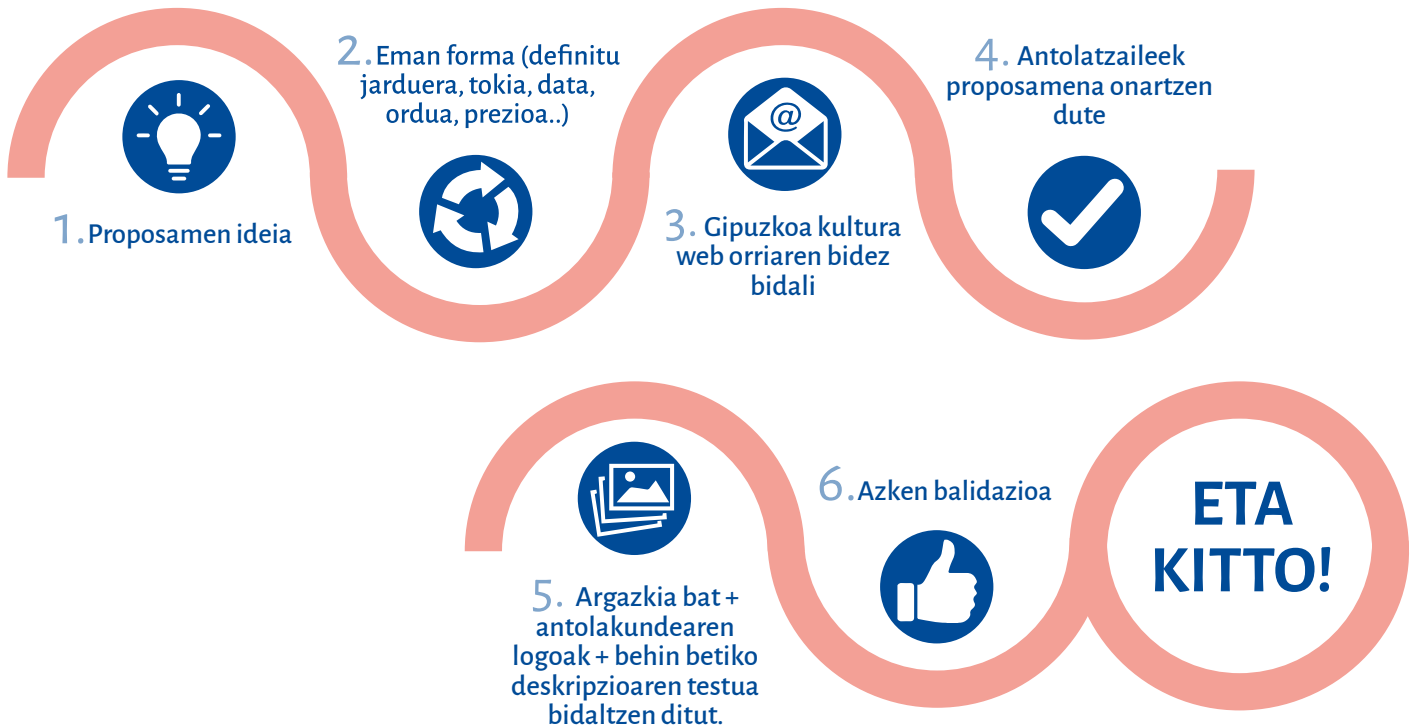 1. Proposamen ideia
2. Eman forma (definitu
jarduera, tokia, data,
ordua, prezioa..)
@
3. Gipuzkoa kultura
web orriaren bidez
bidali
4. Antolatzaileek
proposamena onartzen
dute
5. Argazkia bat +
antolakundearen
logoak + behin betiko
deskripzioaren testua
bidaltzen ditut.
6. Azken balidazioa
ETA
KITTO!